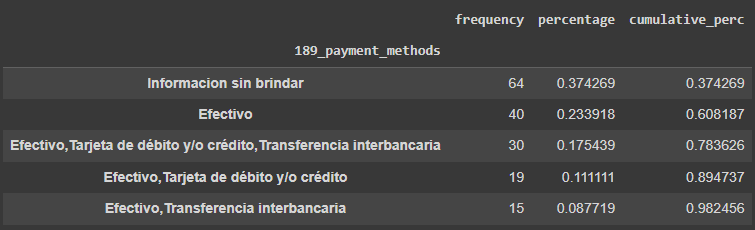 frequency percentage cumulative_perc
189_payment_methods
Informacion sin brindar 64 0.374269 0.374269
Efectivo 40 0.233918 0.608187
Efectivo,Tarjeta de débito y/o crédito,Transferencia interbancaria 30 0.175439 0.783626
Efectivo,Tarjeta de débito y/o crédito 19 0.111111 0.894737
Efectivo,Transferencia interbancaria 15 0.087719 0.982456